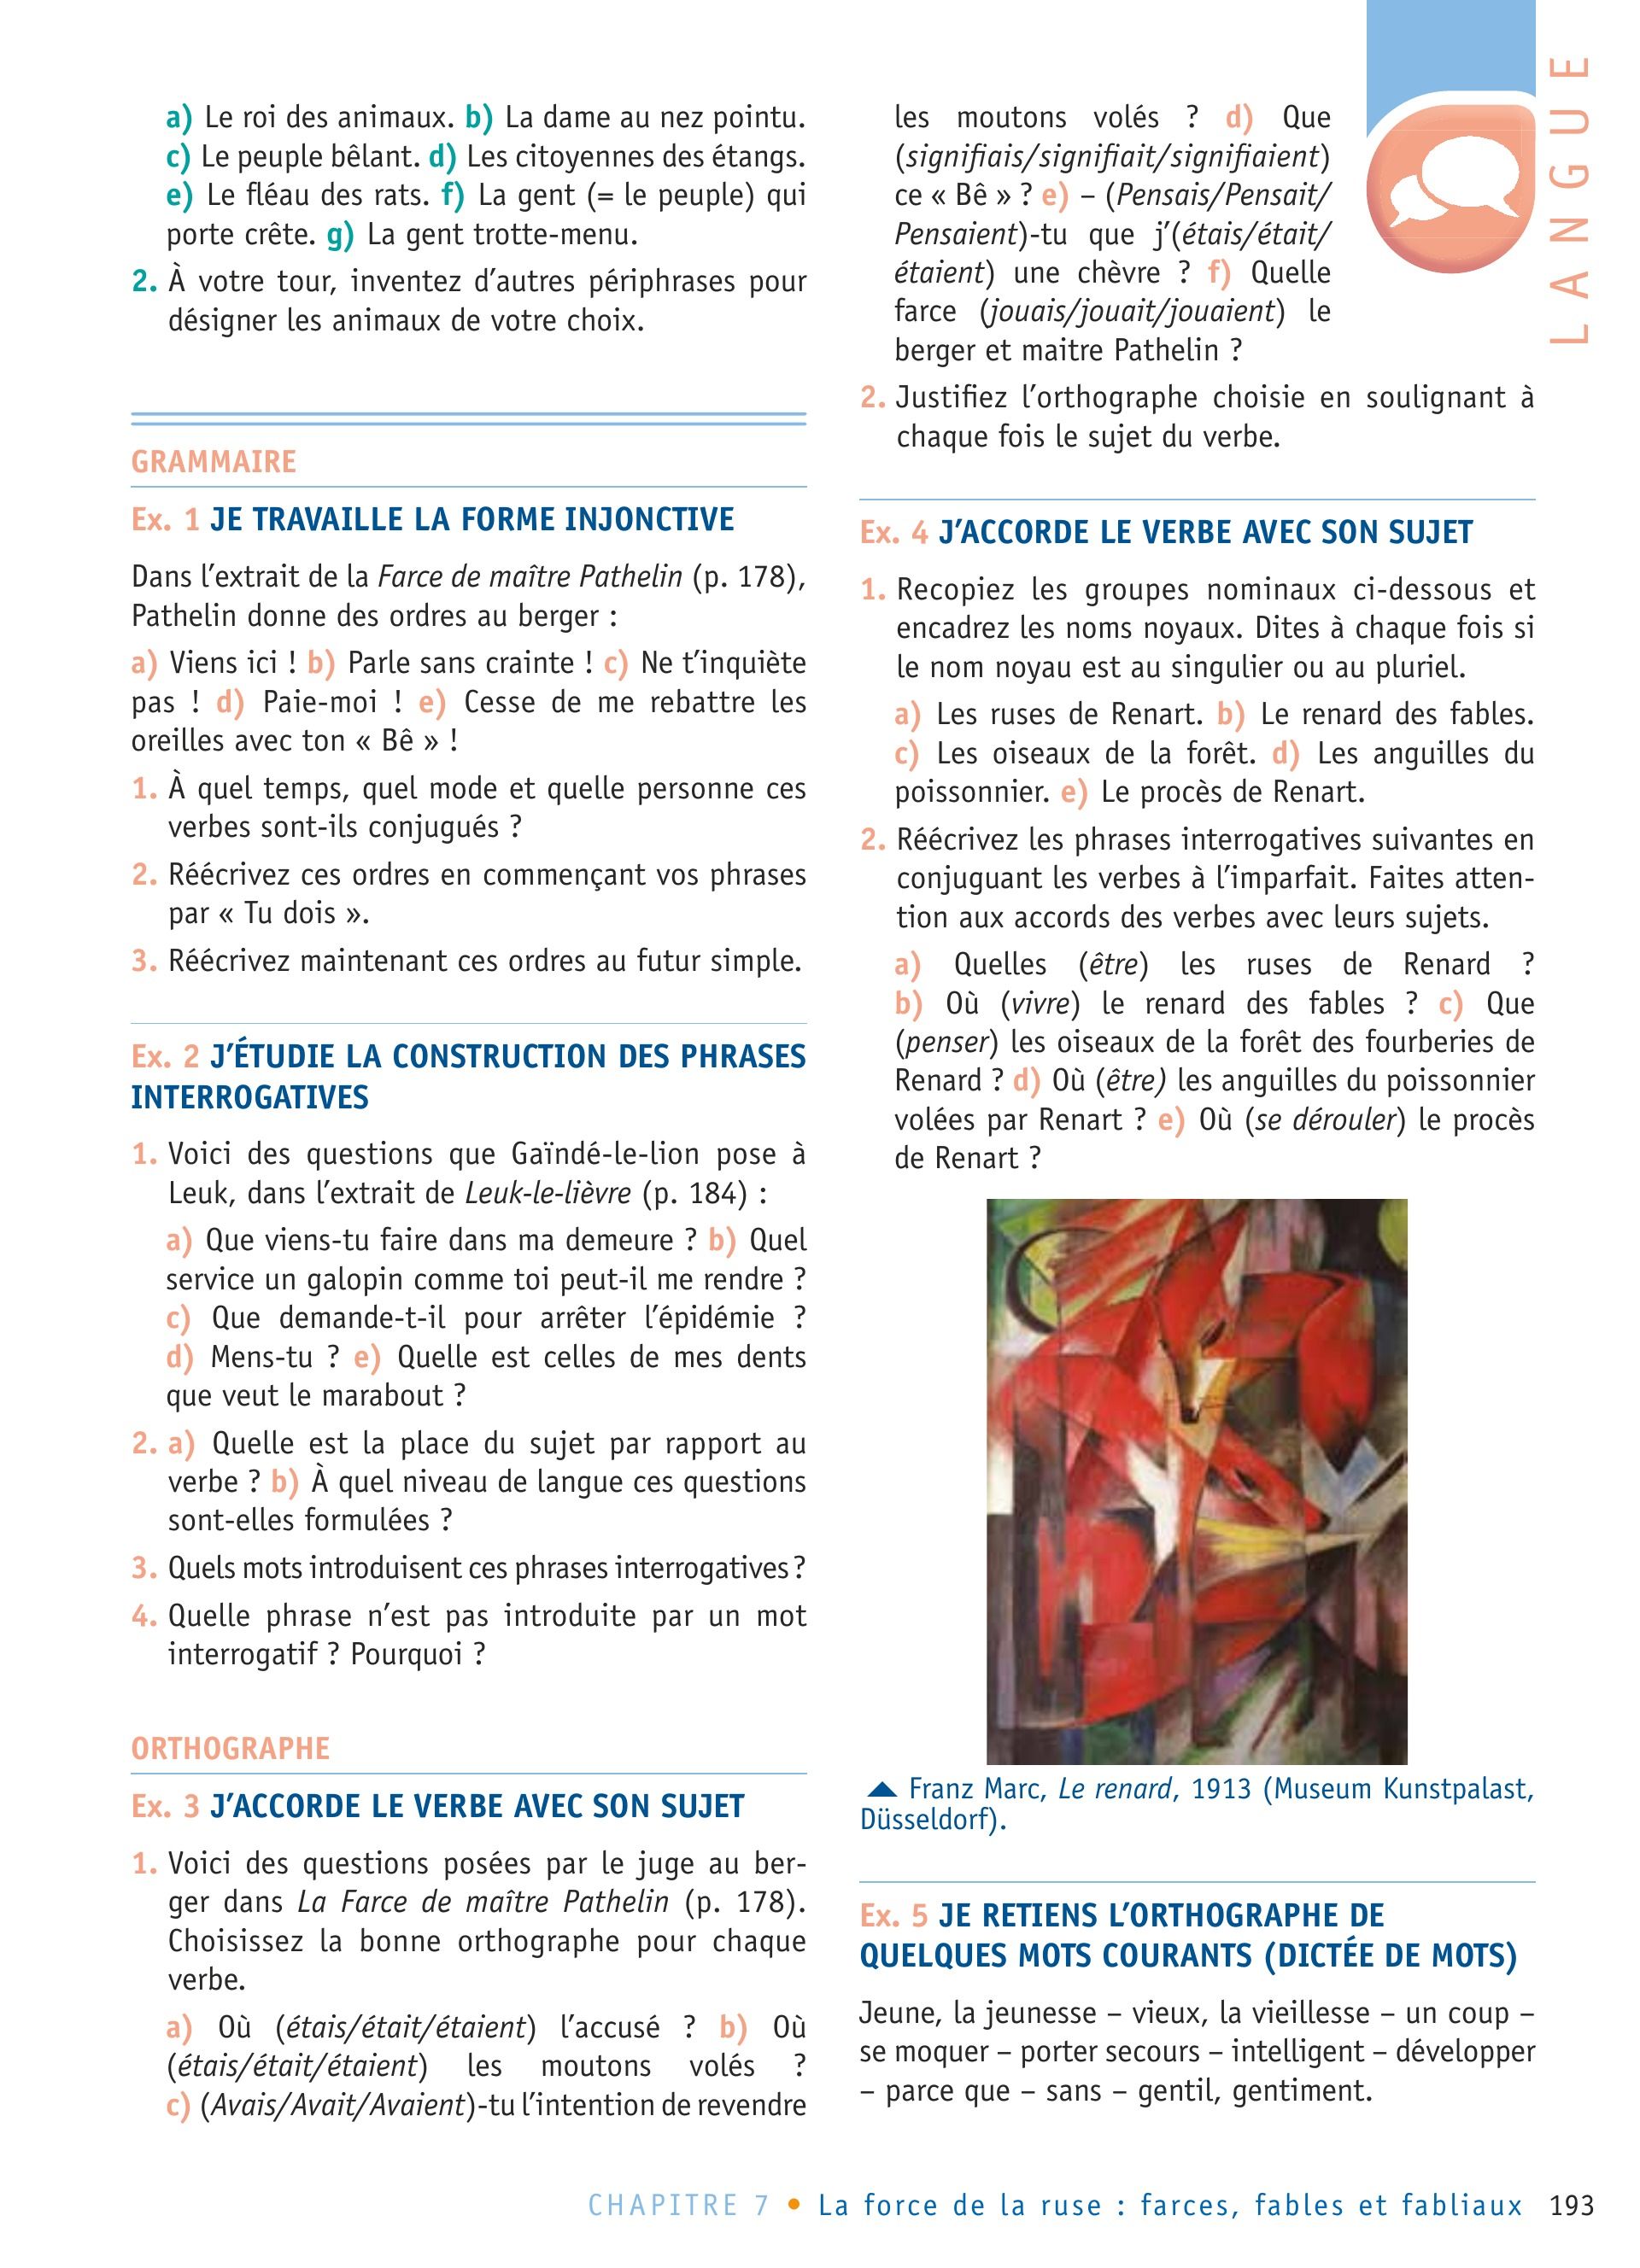 a) Le roi des animaux. b) La dame au nez pointu.
c) Le peuple bêlant. d) Les citoyennes des étangs.
e) Le fléau des rats. f) La gent (= le peuple) qui
porte crête. g) La gent trotte-menu.
2. À votre tour, inventez d’autres périphrases pour
désigner les animaux de votre choix.
GRAMMAIRE
Ex. 1 JE TRAVAILLE LA FORME INJONCTIVE
Dans l’extrait de la Farce de maître Pathelin (p. 178),
Pathelin donne des ordres au berger :
a) Viens ici ! b) Parle sans crainte ! c) Ne t’inquiète
pas ! d) Paie-moi ! e) Cesse de me rebattre les
oreilles avec ton « Bê » !
1. À quel temps, quel mode et quelle personne ces
verbes sont-ils conjugués ?
2. Réécrivez ces ordres en commençant vos phrases
par « Tu dois ».
3. Réécrivez maintenant ces ordres au futur simple.
Ex. 2 J’ÉTUDIE LA CONSTRUCTION DES PHRASES
INTERROGATIVES
1. Voici des questions que Gaïndé-le-lion pose à
Leuk, dans l’extrait de Leuk-le-lièvre (p. 184) :
a) Que viens-tu faire dans ma demeure ? b) Quel
service un galopin comme toi peut-il me rendre ?
c) Que demande-t-il pour arrêter l’épidémie ?
d) Mens-tu ? e) Quelle est celles de mes dents
que veut le marabout ?
2. a) Quelle est la place du sujet par rapport au
verbe ? b) À quel niveau de langue ces questions
sont-elles formulées ?
3. Quels mots introduisent ces phrases interrogatives ?
4. Quelle phrase n’est pas introduite par un mot
interrogatif ? Pourquoi ?
ORTHOGRAPHE
Ex. 3 J’ACCORDE LE VERBE AVEC SON SUJET
1. Voici des questions posées par le juge au ber-
ger dans La Farce de maître Pathelin (p. 178).
Choisissez la bonne orthographe pour chaque
verbe.
a) Où (étais/était/étaient) l’accusé ? b) Où
(étais/était/étaient) les moutons volés ?
c) (Avais/Avait/Avaient)-tu l’intention de revendre
les moutons volés ? d) Que
(signifiais/signifiait/signifiaient)
ce « Bê » ? e) – (Pensais/Pensait/
Pensaient)-tu que j’(étais/était/
étaient) une chèvre ? f) Quelle
farce (jouais/jouait/jouaient) le
berger et maitre Pathelin ?
2. Justifiez l’orthographe choisie en soulignant à
chaque fois le sujet du verbe.
Ex. 4 J’ACCORDE LE VERBE AVEC SON SUJET
1. Recopiez les groupes nominaux ci-dessous et
encadrez les noms noyaux. Dites à chaque fois si
le nom noyau est au singulier ou au pluriel.
a) Les ruses de Renart. b) Le renard des fables.
c) Les oiseaux de la forêt. d) Les anguilles du
poissonnier. e) Le procès de Renart.
2. Réécrivez les phrases interrogatives suivantes en
conjuguant les verbes à l’imparfait. Faites atten-
tion aux accords des verbes avec leurs sujets.
a) Quelles (être) les ruses de Renard ?
b) Où (vivre) le renard des fables ? c) Que
(penser) les oiseaux de la forêt des fourberies de
Renard ? d) Où (être) les anguilles du poissonnier
volées par Renart ? e) Où (se dérouler) le procès
de Renart ?
Franz Marc, Le renard, 1913 (Museum Kunstpalast,
Düsseldorf).
Ex. 5 JE RETIENS L’ORTHOGRAPHE DE
QUELQUES MOTS COURANTS (DICTÉE DE MOTS)
Jeune, la jeunesse – vieux, la vieillesse – un coup –
se moquer – porter secours – intelligent – développer
– parce que – sans – gentil, gentiment.
LANGUE
CHAPITRE 7 • La force de la ruse : farces, fables et fabliaux 193